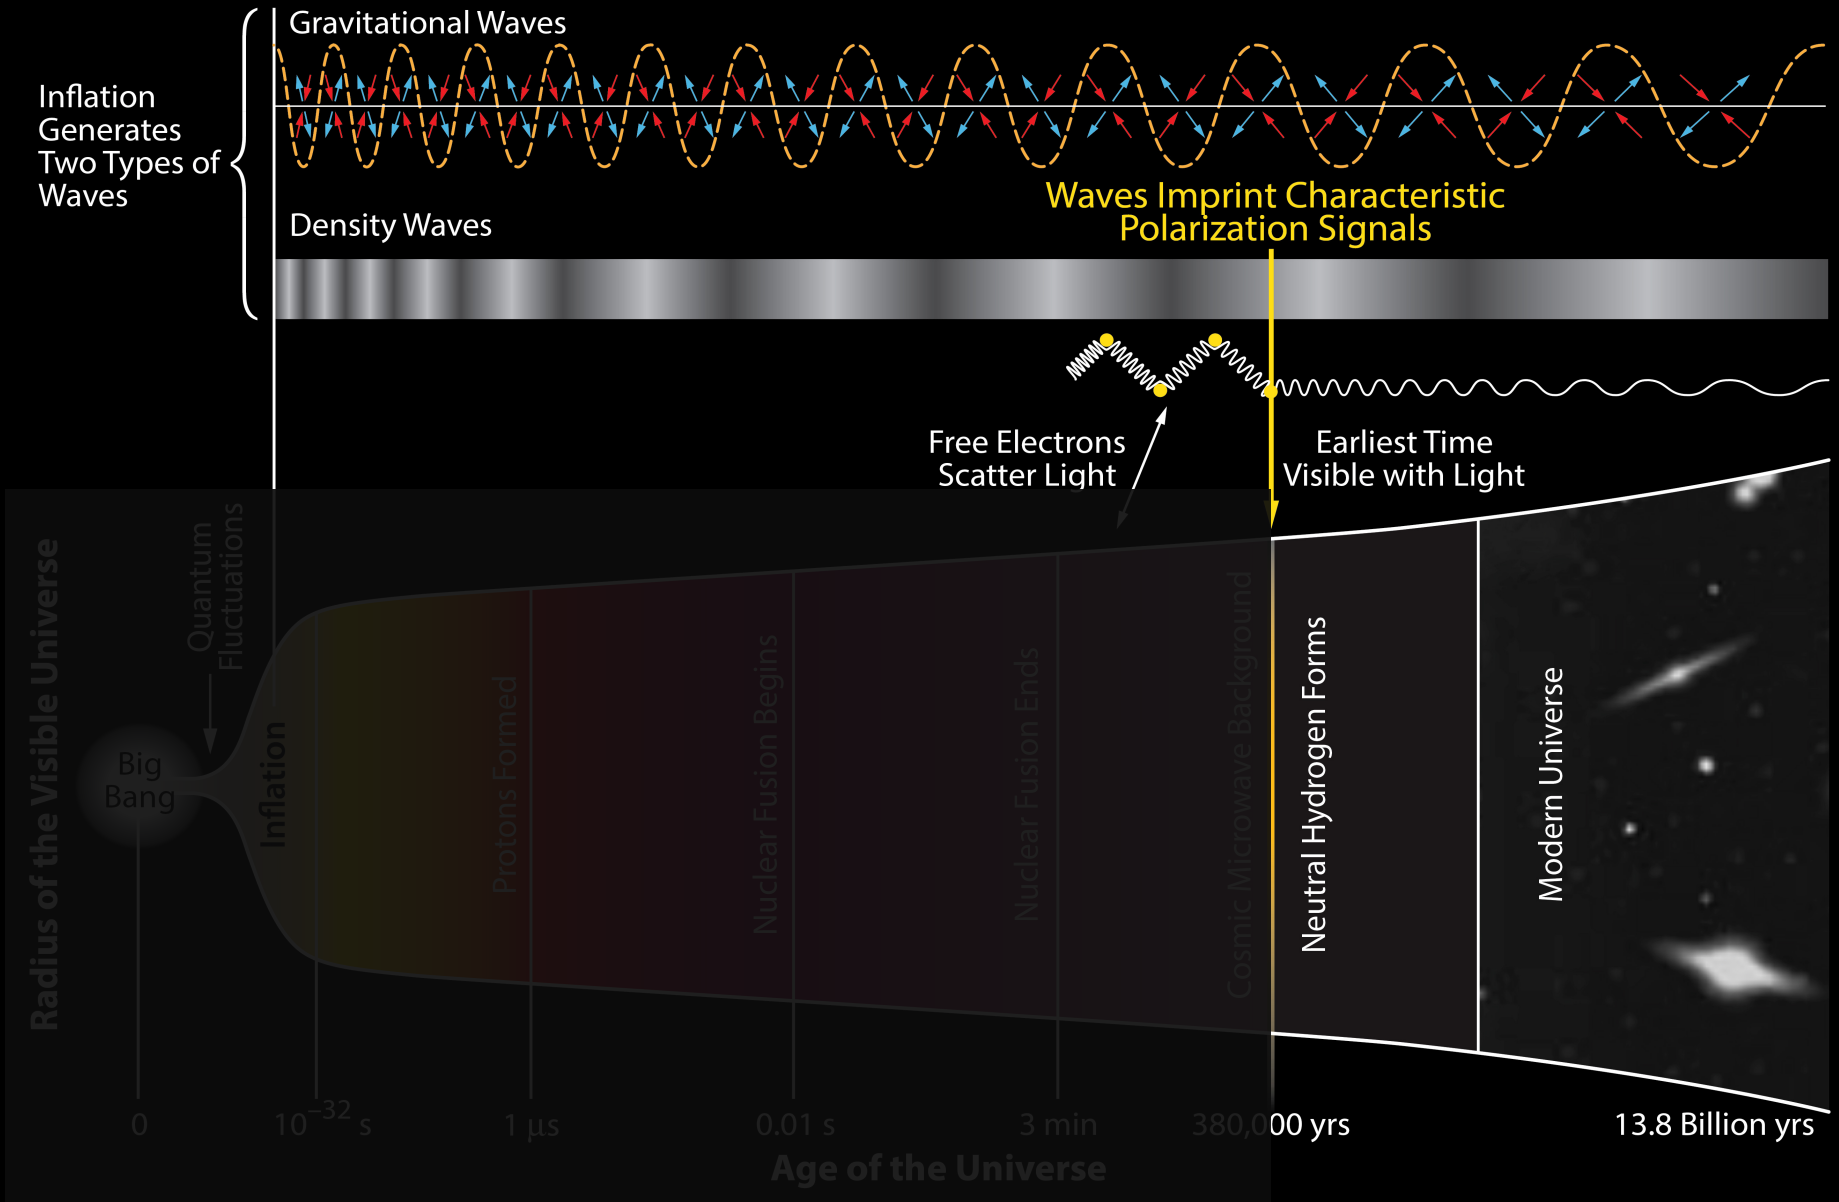 Gravitational Waves
Inflation
Generates
Two Types of
Waves
Waves Imprint Characteristic
Polarization Signals
Density Waves
Free Electrons
Scatter Light
Earliest Time
Visible with Light
Radius of the Visible Universe
Quantum
Fluctuations
Big
Bang
Inflation
Protons Formed
Nuclear Fusion Begins
Nuclear Fusion Ends
Cosmic Microwave Background
Neutral Hydrogen Forms
Modern Universe
0
10⁻³² s
1 µs
0.01 s
3 min
380,000 yrs
13.8 Billion yrs
Age of the Universe